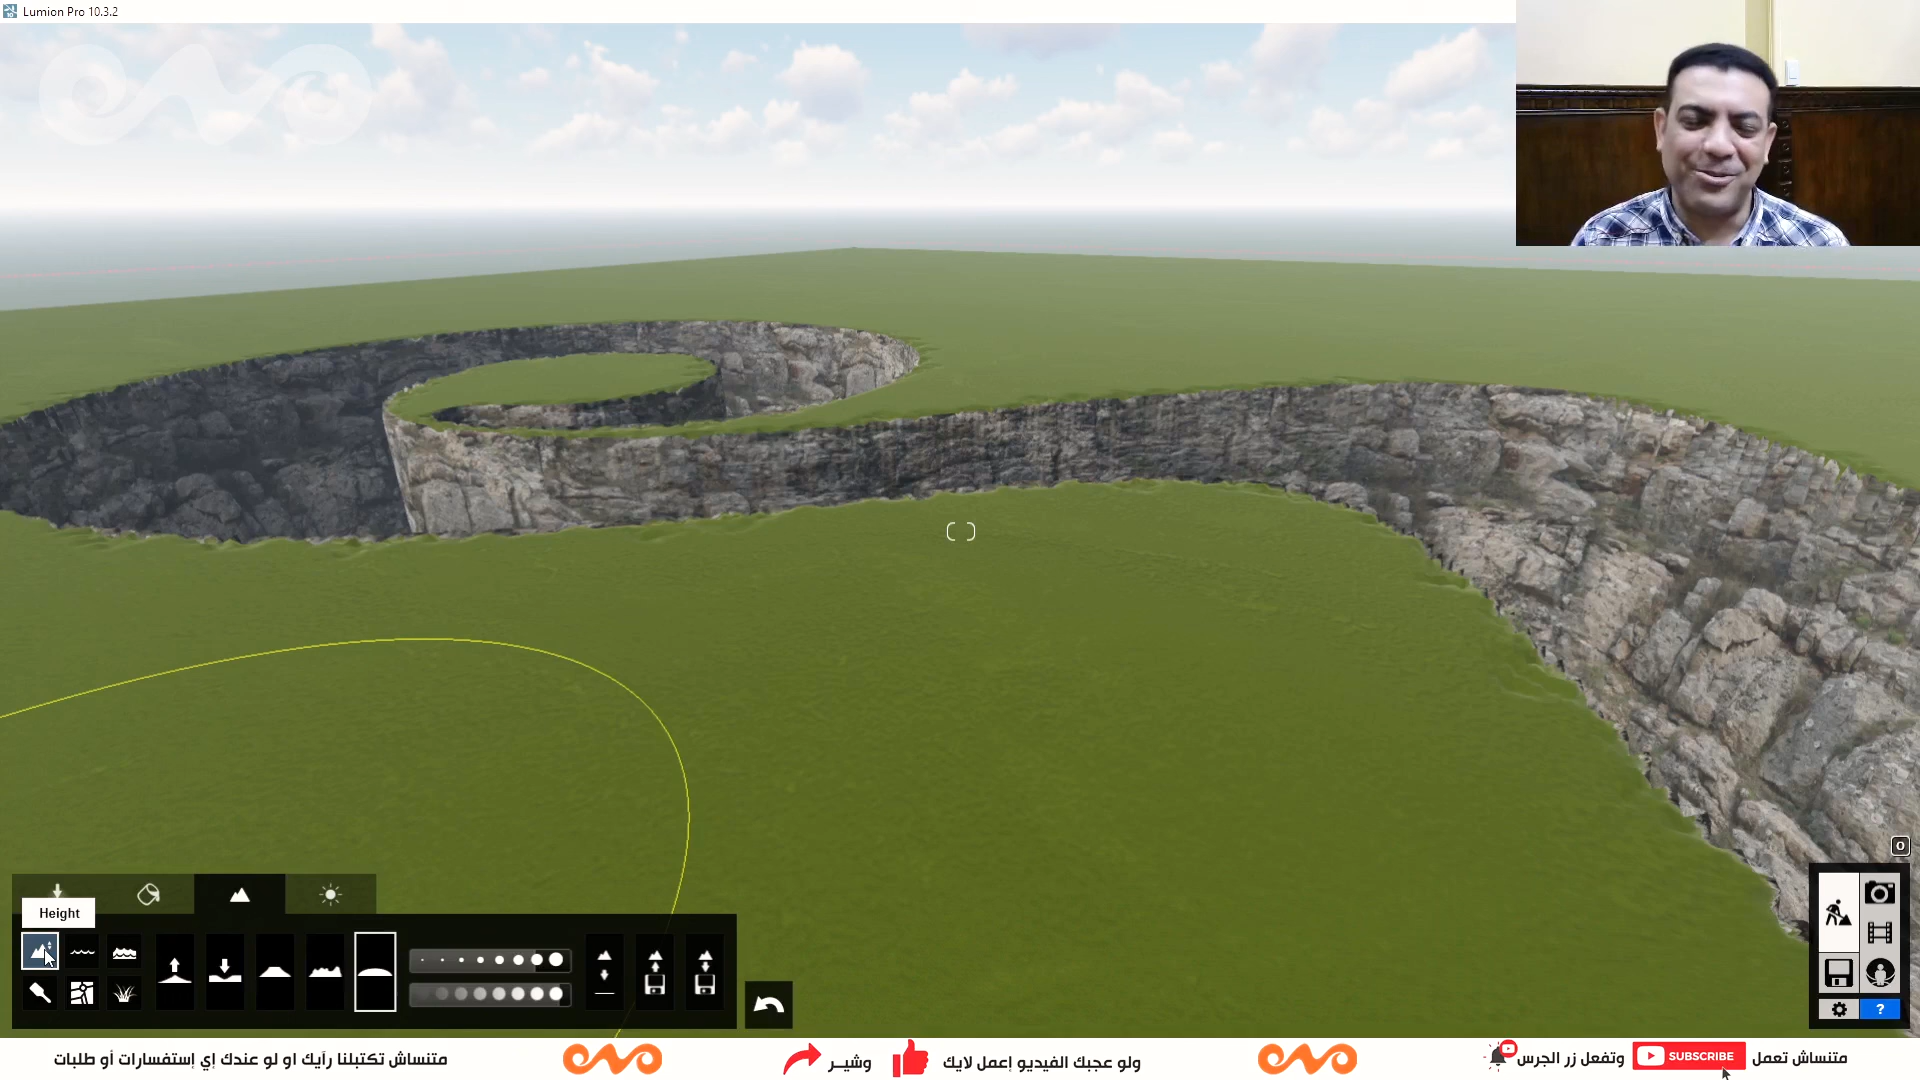 Lumion Pro 10.3.2
Height
O
?
متنساش تكتبلنا رأيك او لو عندك إي إستفسارات أو طلبات
ولو عجبك الفيديو إعمل لايك
وشيـر
متنساش تعمل
SUBSCRIBE
وتفعل زر الجرس